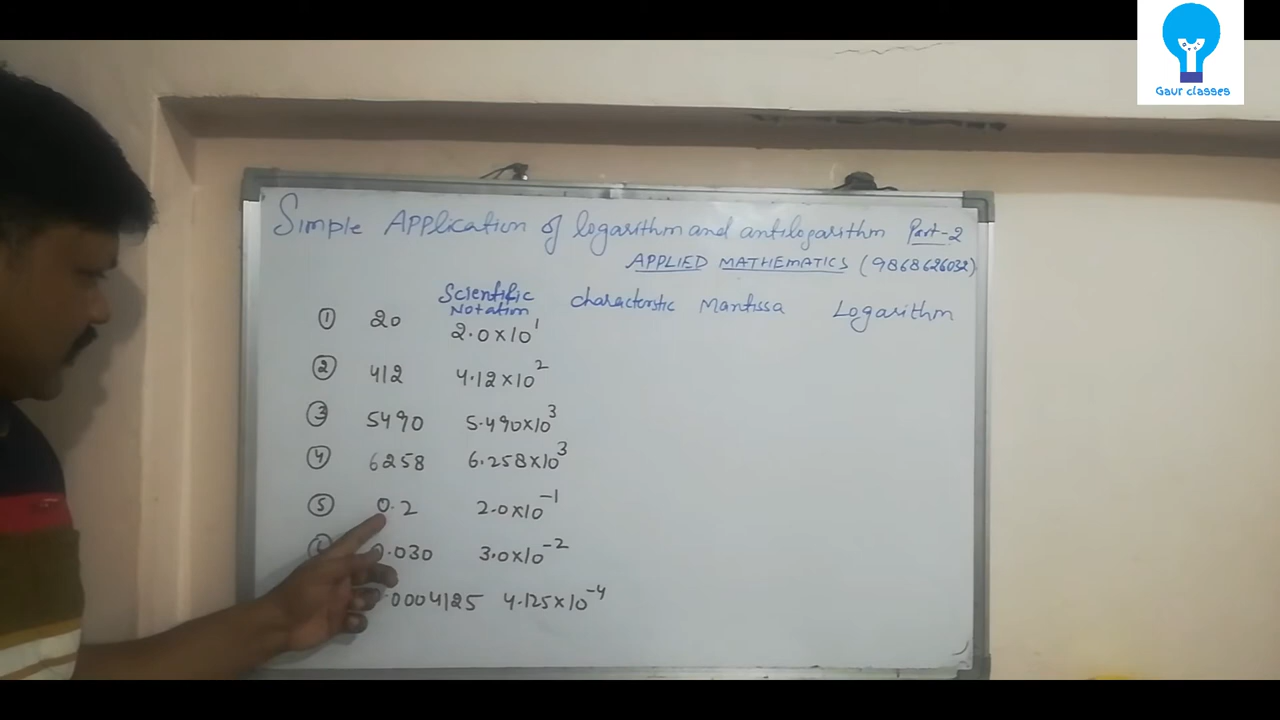 Gaur classes
Simple Application of logarithm and antilogarithm Part-2
APPLIED MATHEMATICS (9868626032)
Scientific Notation characterstic Mantissa Logarithm
① 20 2.0×10¹
② 412 4.12×10²
③ 5490 5.490×10³
④ 6258 6.258×10³
⑤ 0.2 2.0×10⁻¹
0.030 3.0×10⁻²
.0004125 4.125×10⁻⁴